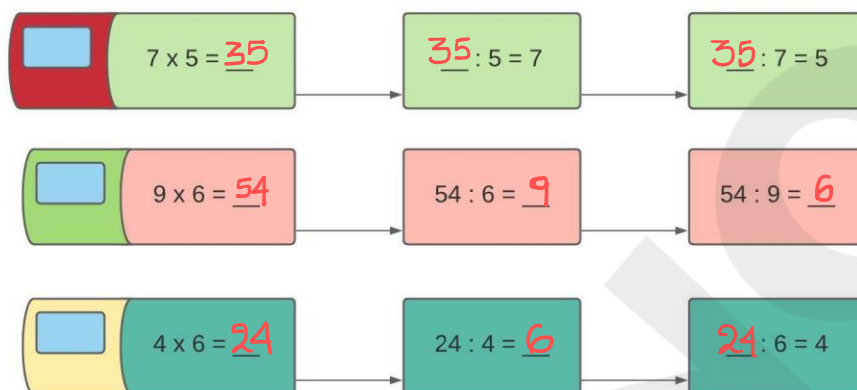 7 x 5 = 35
35 : 5 = 7
35 : 7 = 5
9 x 6 = 54
54 : 6 = 9
54 : 9 = 6
4 x 6 = 24
24 : 4 = 6
24 : 6 = 4